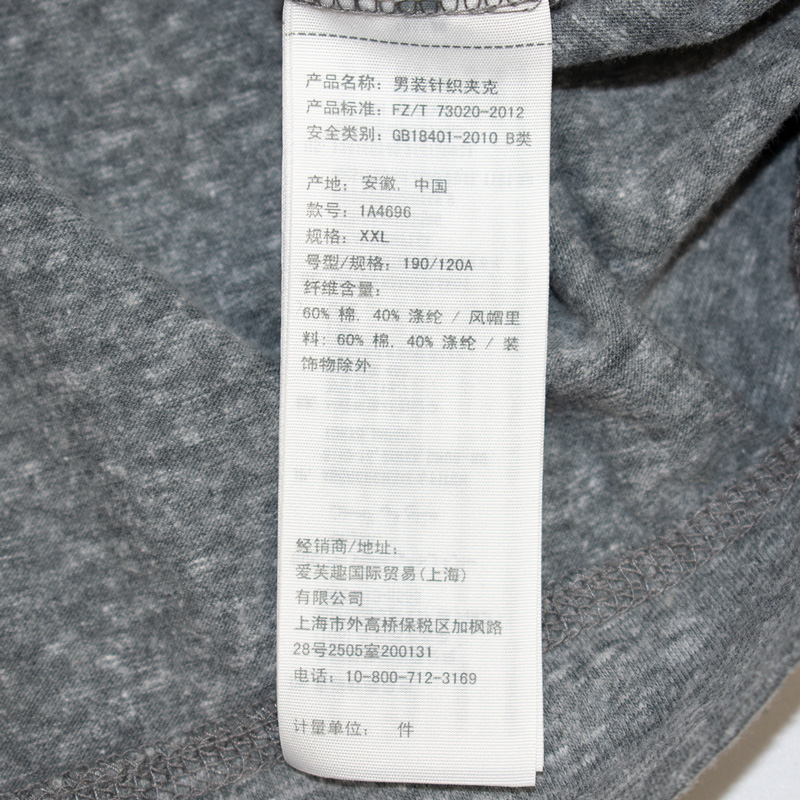 产品名称：男装针织夹克
产品标准：FZ/T 73020-2012
安全类别：GB18401-2010 B类
产地：安徽，中国
款号：1A4696
规格：XXL
号型/规格：190/120A
纤维含量：
60% 棉，40% 涤纶 / 风帽里
料：60% 棉，40% 涤纶 / 装
饰物除外
经销商/地址：
爱芙趣国际贸易(上海)
有限公司
上海市外高桥保税区加枫路
28号2505室200131
电话：10-800-712-3169
计量单位： 件